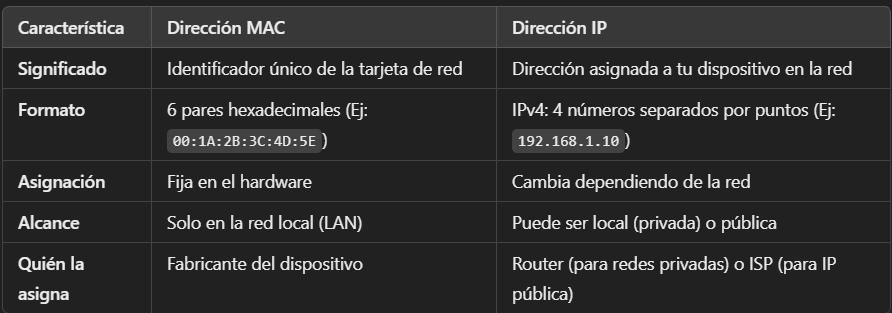 Característica Dirección MAC Dirección IP
Significado Identificador único de la tarjeta de red Dirección asignada a tu dispositivo en la red
Formato 6 pares hexadecimales (Ej: IPv4: 4 números separados por puntos (Ej:
00:1A:2B:3C:4D:5E) 192.168.1.10)
Asignación Fija en el hardware Cambia dependiendo de la red
Alcance Solo en la red local (LAN) Puede ser local (privada) o pública
Quién la Fabricante del dispositivo Router (para redes privadas) o ISP (para IP
asigna pública)